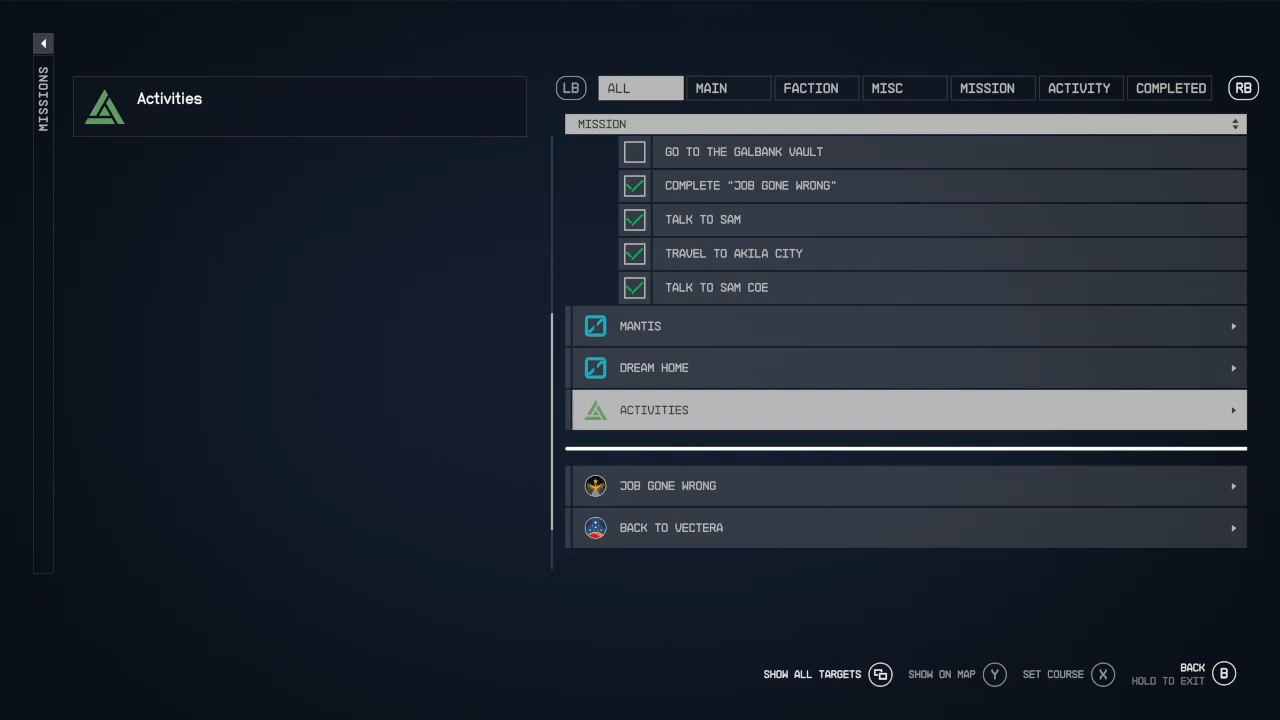 MISSIONS
Activities
LB ALL MAIN FACTION MISC MISSION ACTIVITY COMPLETED RB
MISSION
GO TO THE GALBANK VAULT
COMPLETE "JOB GONE WRONG"
TALK TO SAM
TRAVEL TO AKILA CITY
TALK TO SAM COE
MANTIS
DREAM HOME
ACTIVITIES
JOB GONE WRONG
BACK TO VECTERA
SHOW ALL TARGETS SHOW ON MAP Y SET COURSE X BACK B
HOLD TO EXIT